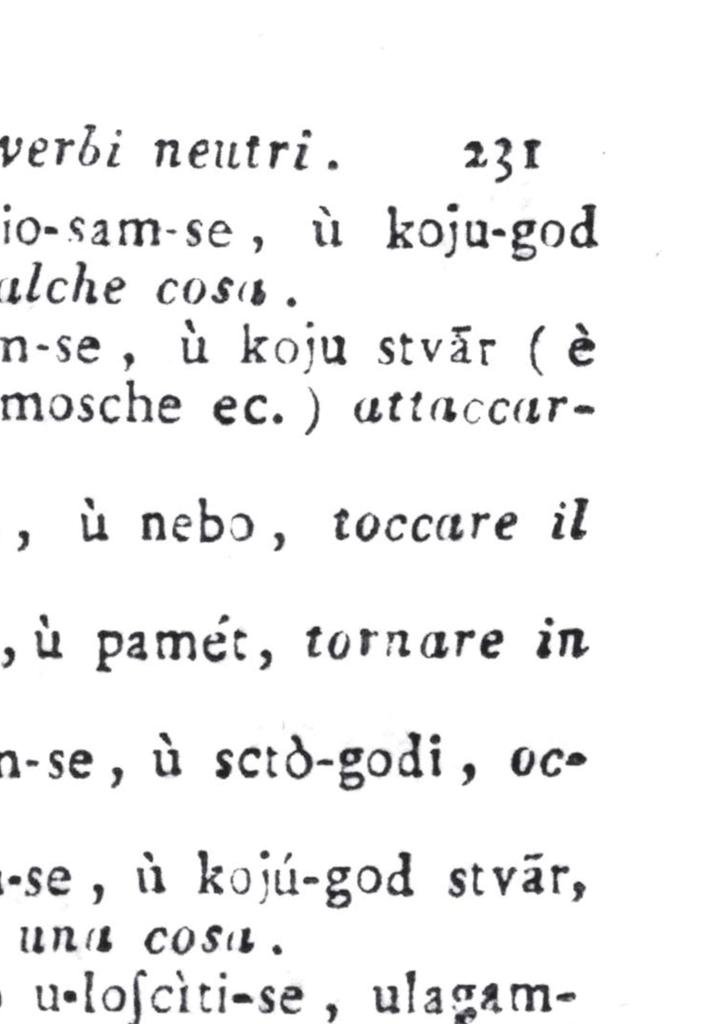 verbi neutri. 231
io-sam-se, ù koju-god
alche cosa.
n-se, ù koju stvār (è
mosche ec.) attaccar-
, ù nebo, toccare il
, ù pamét, tornare in
n-se, ù sctò-godi, oc-
-se, ù kojú-god stvār,
una cosa.
u-loſcìti-se, ulagam-